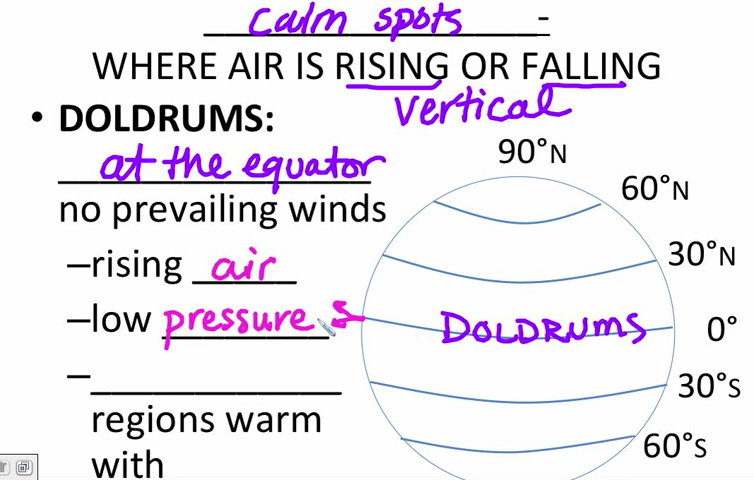 calm spots -
WHERE AIR IS RISING OR FALLING
vertical
• DOLDRUMS:
at the equator
no prevailing winds
–rising air
–low pressure
–
regions warm
with
90°N
60°N
30°N
DOLDRUMS 0°
30°S
60°S